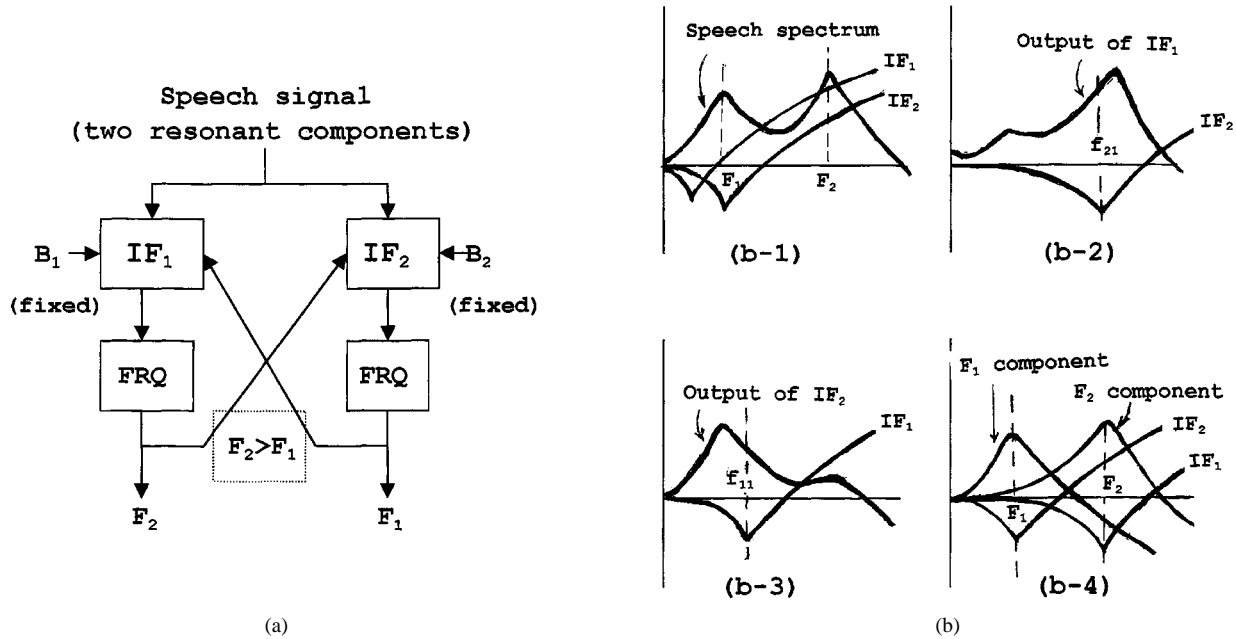 Speech signal
(two resonant components)
B₁
IF₁
IF₂
B₂
(fixed)
(fixed)
FRQ
FRQ
F₂>F₁
F₂
F₁
(a)
Speech spectrum
IF₁
IF₂
F₁
F₂
(b-1)
Output of IF₁
f₂₁
IF₂
(b-2)
Output of IF₂
IF₁
f₁₁
(b-3)
F₁ component
F₂ component
IF₂
IF₁
F₁
F₂
(b-4)
(b)